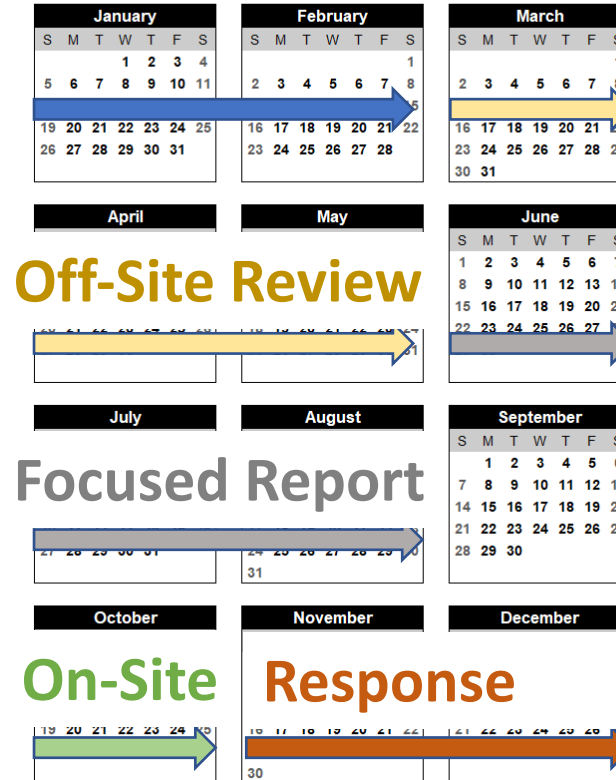 January February March
S M T W T F S S M T W T F S S M T W T F
1 2 3 4 1
5 6 7 8 9 10 11 2 3 4 5 6 7 8 2 3 4 5 6 7
19 20 21 22 23 24 25 16 17 18 19 20 21 22 16 17 18 19 20 21
26 27 28 29 30 31 23 24 25 26 27 28 23 24 25 26 27 28
30 31
April May June
S M T W T F
1 2 3 4 5 6
Off-Site Review 8 9 10 11 12 13
15 16 17 18 19 20
22 23 24 25 26 27
July August September
S M T W T F
1 2 3 4 5
Focused Report 7 8 9 10 11 12
14 15 16 17 18 19
21 22 23 24 25 26
28 29 30
31
October November December
On-Site Response
19 20 21 22 23 24 25
30